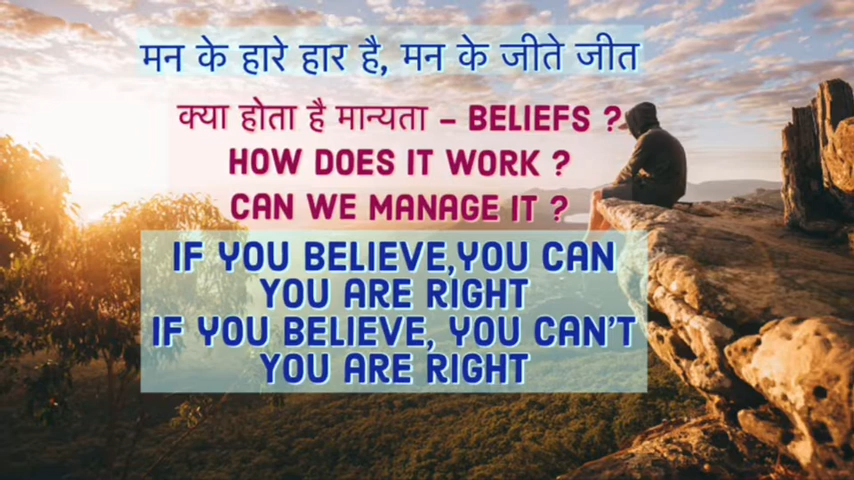 मन के हारे हार है, मन के जीते जीत
क्या होता है मान्यता – BELIEFS ?
HOW DOES IT WORK ?
CAN WE MANAGE IT ?
IF YOU BELIEVE,YOU CAN
YOU ARE RIGHT
IF YOU BELIEVE, YOU CAN'T
YOU ARE RIGHT